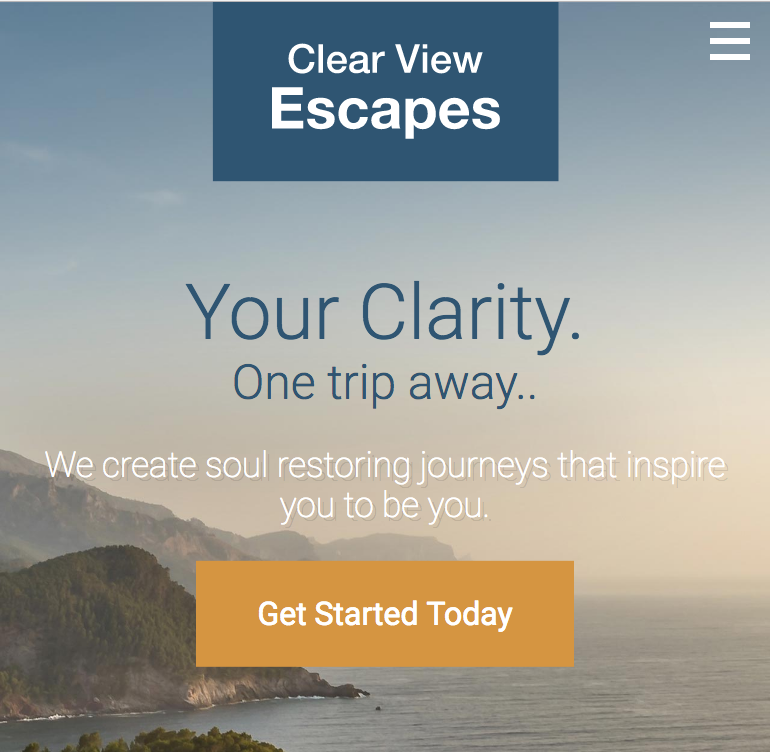 Clear View
Escapes
Your Clarity.
One trip away..
We create soul restoring journeys that inspire
you to be you.
Get Started Today